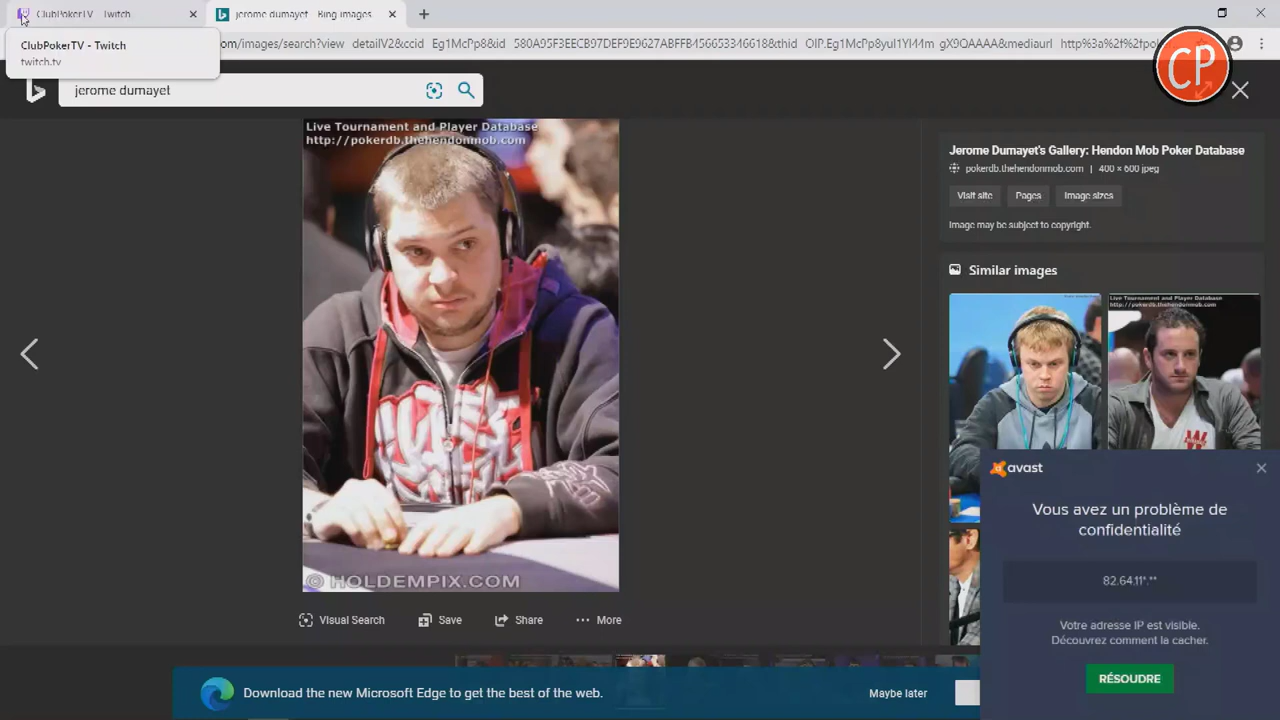 ClubPokerTV - Twitch
jerome dumayet - Bing images
ClubPokerTV - Twitch
twitch.tv
CP
jerome dumayet
Live Tournament and Player Database
http://pokerdb.thehendonmob.com
© HOLDEMPIX.COM
Visual Search
Save
Share
More
Jerome Dumayet's Gallery: Hendon Mob Poker Database
pokerdb.thehendonmob.com | 400 × 600 jpeg
Visit site
Pages
Image sizes
Image may be subject to copyright.
Similar images
Live Tournament and Player Database
http://pokerdb.thehendonmob.com
avast
Vous avez un problème de
confidentialité
82.64.11*.**
Votre adresse IP est visible.
Découvrez comment la cacher.
RÉSOUDRE
Download the new Microsoft Edge to get the best of the web.
Maybe later